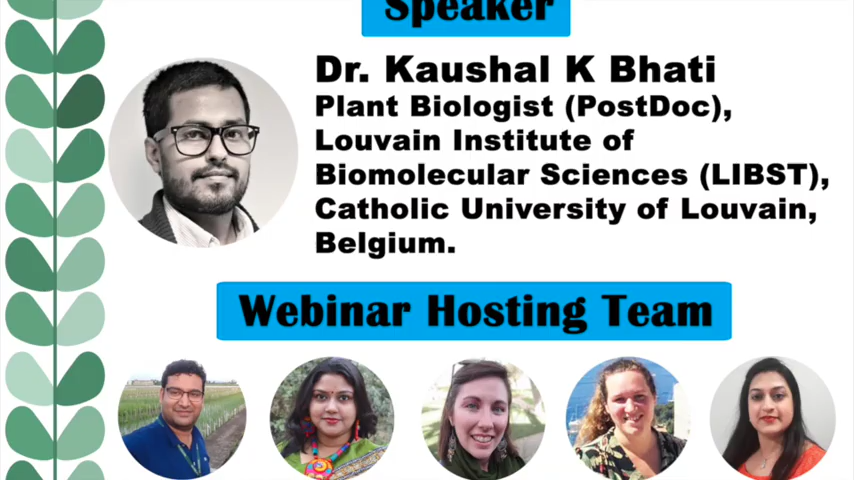 Speaker
Dr. Kaushal K Bhati
Plant Biologist (PostDoc),
Louvain Institute of
Biomolecular Sciences (LIBST),
Catholic University of Louvain,
Belgium.
Webinar Hosting Team